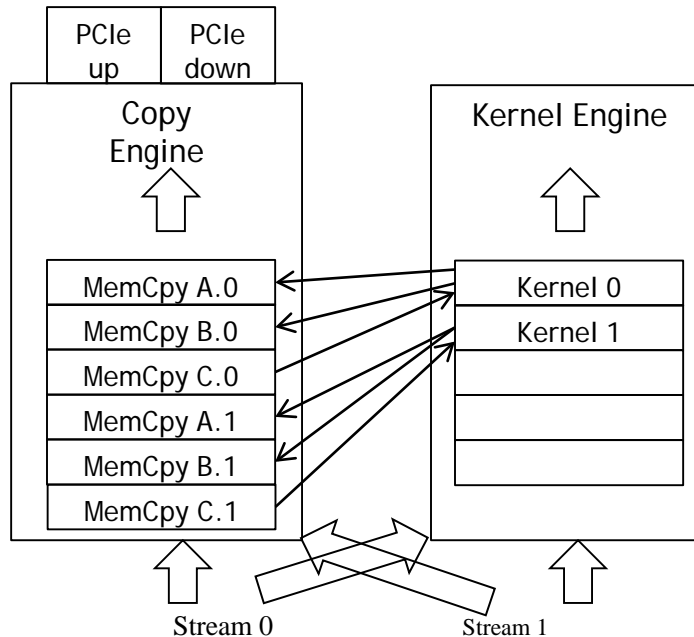 PCIe
up
PCIe
down
Copy
Engine
Kernel Engine
MemCpy A.0
MemCpy B.0
MemCpy C.0
MemCpy A.1
MemCpy B.1
MemCpy C.1
Kernel 0
Kernel 1
Stream 0
Stream 1